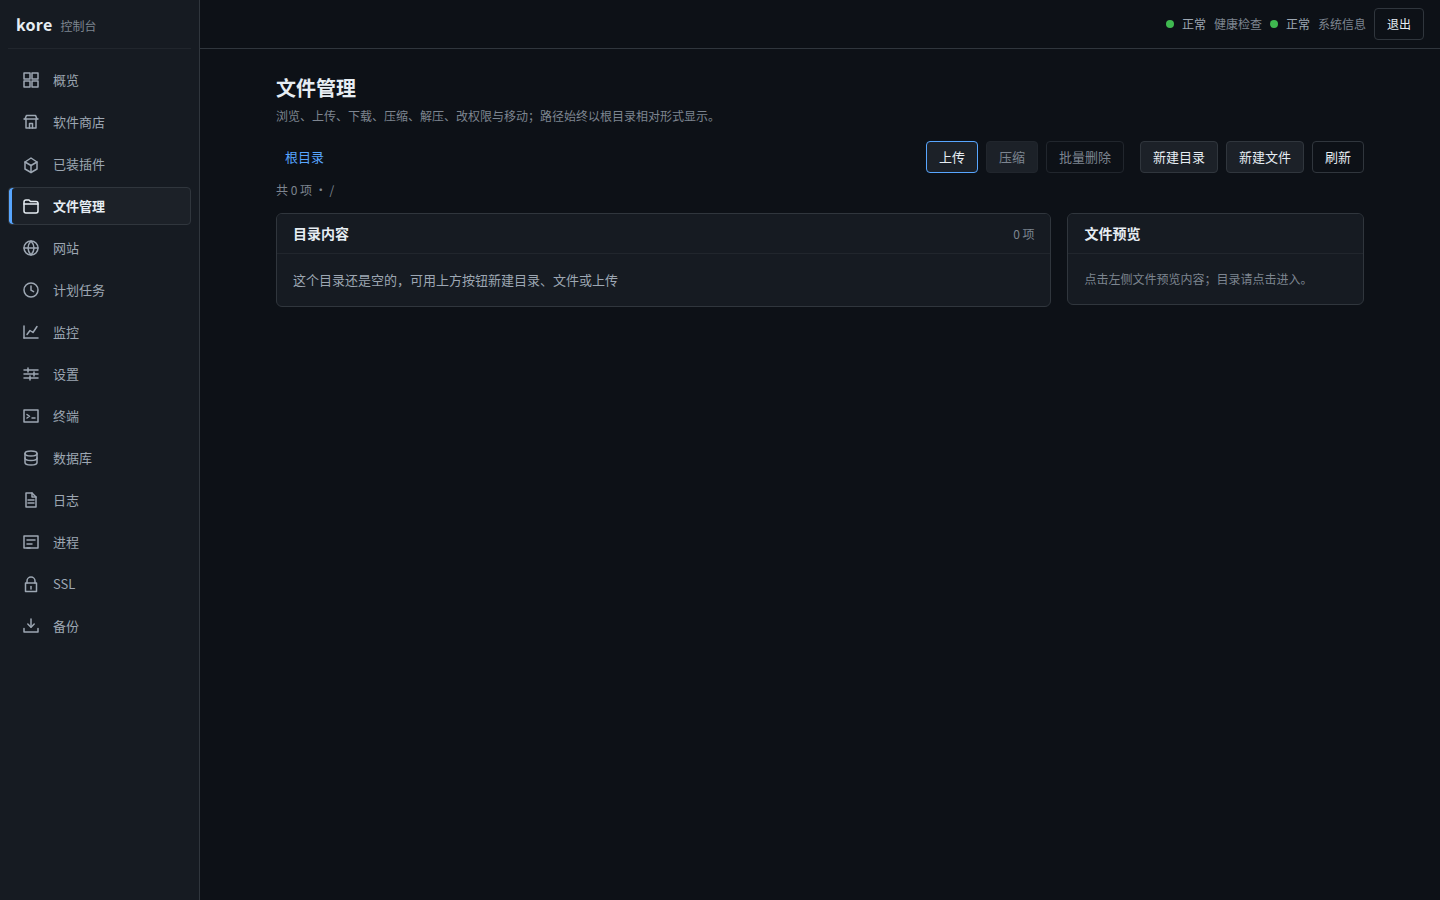 kore 控制台
正常 健康检查 正常 系统信息 退出
概览
软件商店
已装插件
文件管理
网站
计划任务
监控
设置
终端
数据库
日志
进程
SSL
备份
文件管理
浏览、上传、下载、压缩、解压、改权限与移动；路径始终以根目录相对形式显示。
根目录 上传 压缩 批量删除 新建目录 新建文件 刷新
共 0 项 · /
目录内容 0 项
这个目录还是空的，可用上方按钮新建目录、文件或上传
文件预览
点击左侧文件预览内容；目录请点击进入。